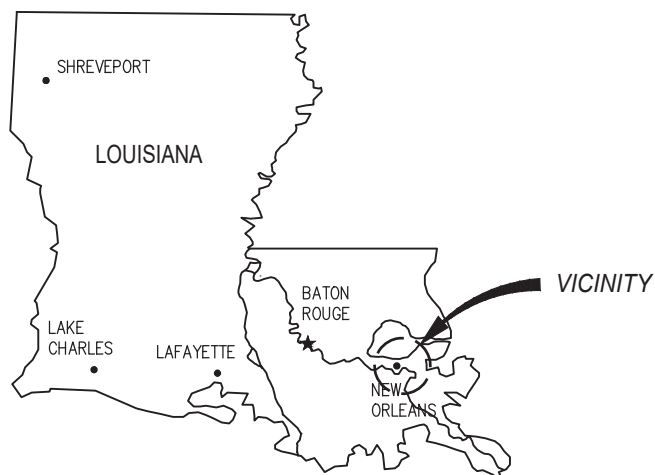 SHREVEPORT
LOUISIANA
VICINITY
BATON
ROUGE
LAKE
CHARLES
LAFAYETTE
NEW
ORLEANS